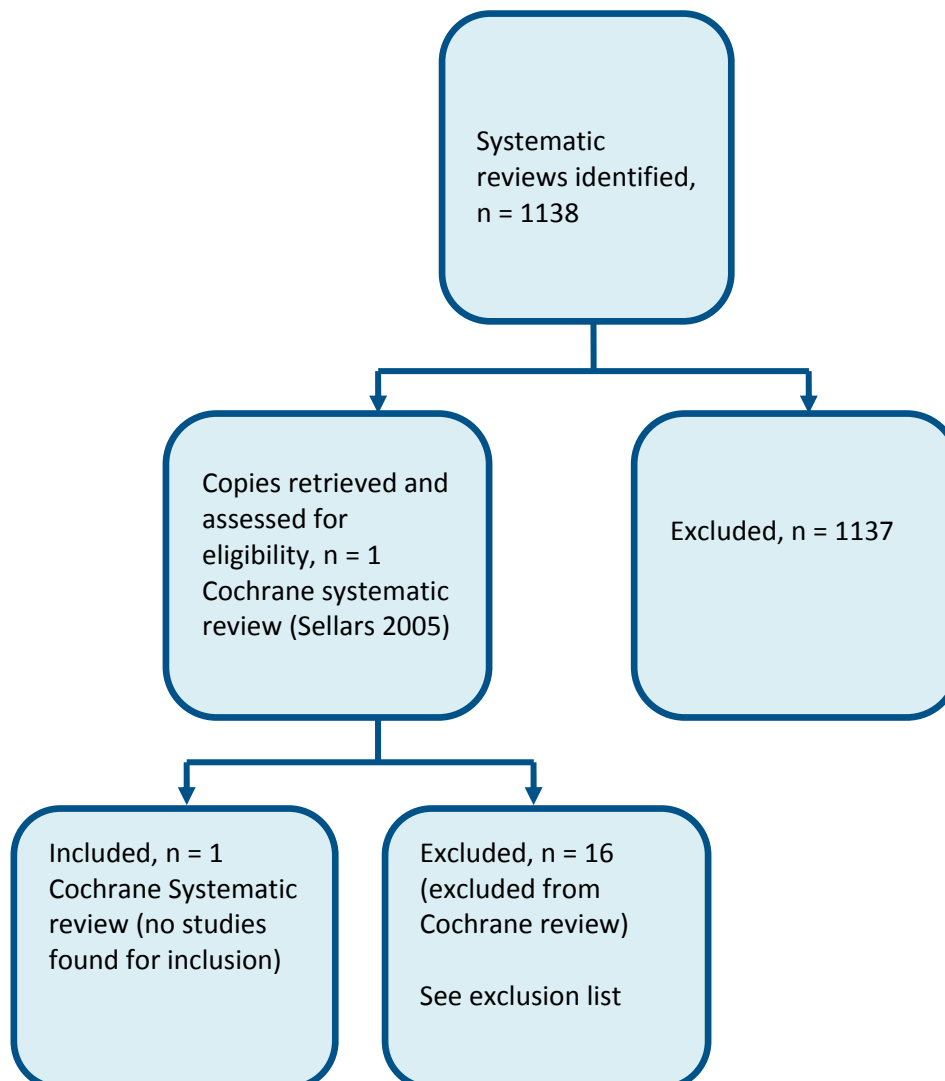 Systematic
reviews identified,
n = 1138
Copies retrieved and
assessed for
eligibility, n = 1
Cochrane systematic
review (Sellars 2005)
Excluded, n = 1137
Included, n = 1
Cochrane Systematic
review (no studies
found for inclusion)
Excluded, n = 16
(excluded from
Cochrane review)
See exclusion list